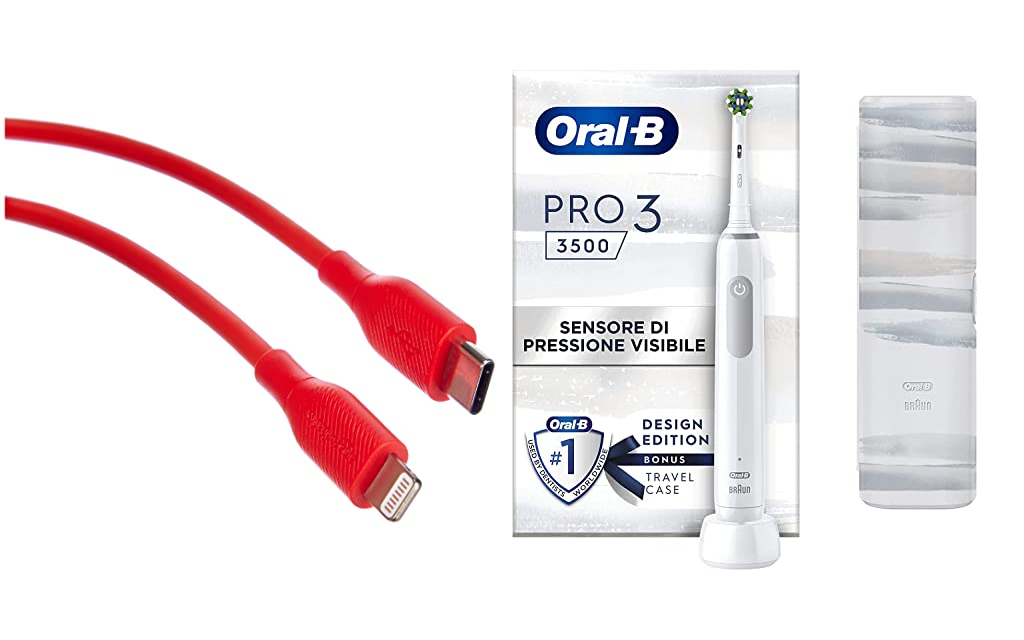 Oral-B
PRO 3
3500
SENSORE DI
PRESSIONE VISIBILE
Oral-B
#1
USED BY DENTISTS
WORLDWIDE
DESIGN
EDITION
BONUS
TRAVEL
CASE
Oral-B
Oral-B
BRAUN
Oral-B
BRAUN